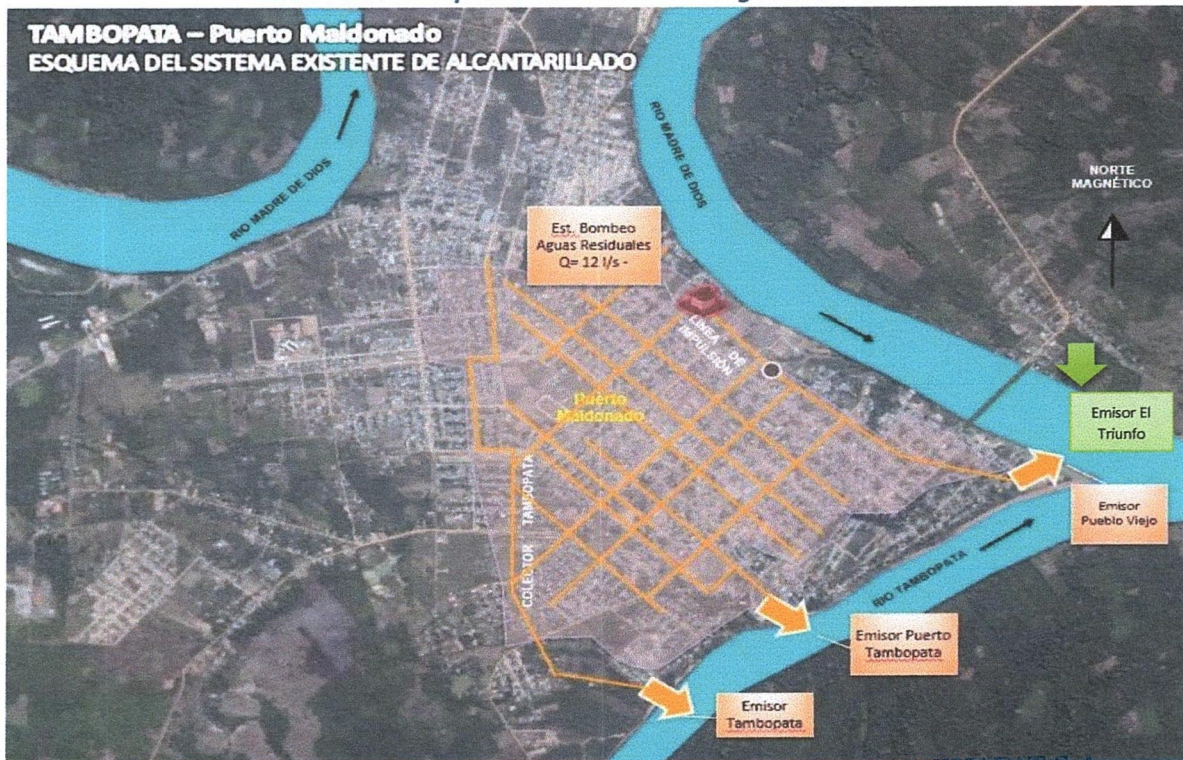 TAMBOPATA – Puerto Maldonado
ESQUEMA DEL SISTEMA EXISTENTE DE ALCANTARILLADO
RIO MADRE DE DIOS
RIO MADRE DE DIOS
NORTE
MAGNÉTICO
Est. Bombeo
Aguas Residuales
Q= 12 l/s -
LINEA DE
IMPULSIÓN
Puerto
Maldonado
Emisor El
Triunfo
COLECTOR TAMBOPATA
Emisor
Pueblo Viejo
RIO TAMBOPATA
Emisor Puerto
Tambopata
Emisor
Tambopata